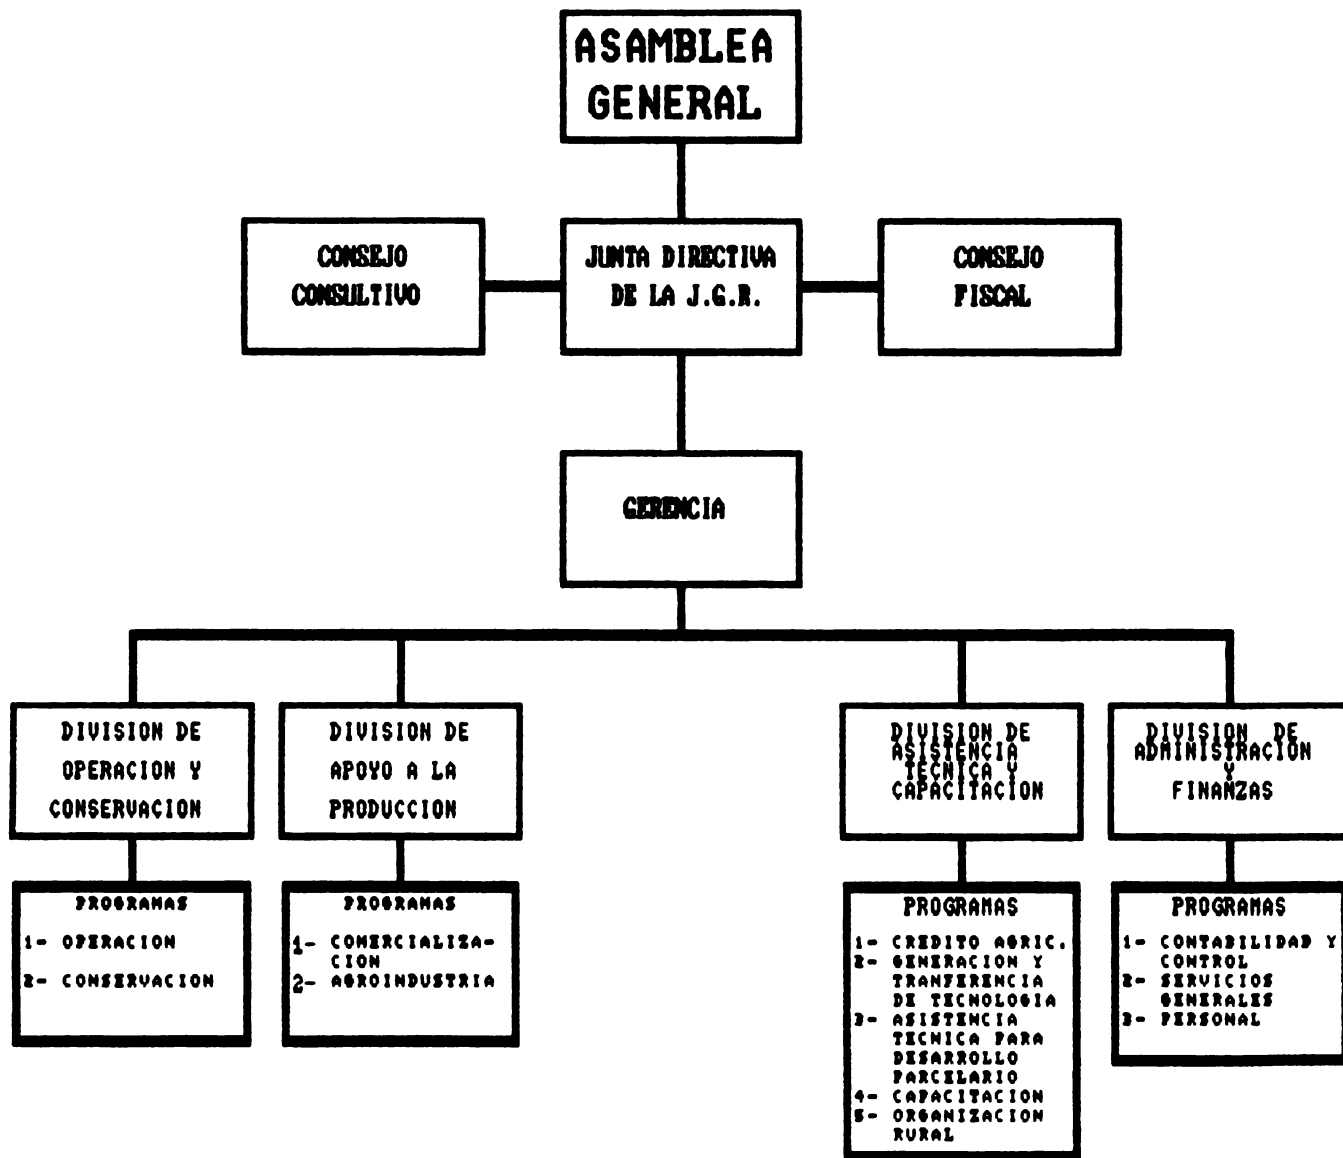 ASAMBLEA
GENERAL
CONSEJO
CONSULTIVO
JUNTA DIRECTIVA
DE LA J.G.R.
CONSEJO
FISCAL
GERENCIA
DIVISION DE
OPERACION Y
CONSERVACION
DIVISION DE
APOYO A LA
PRODUCCION
DIVISION DE
ASISTENCIA
TECNICA Y
CAPACITACION
DIVISION DE
ADMINISTRACION
Y
FINANZAS
PROGRAMAS
1- OPERACION
2- CONSERVACION
PROGRAMAS
1- COMERCIALIZA-
CION
2- AGROINDUSTRIA
PROGRAMAS
1- CREDITO AGRIC.
2- GENERACION Y
TRANFERENCIA
DE TECNOLOGIA
3- ASISTENCIA
TECNICA PARA
DESARROLLO
PARCELARIO
4- CAPACITACION
5- ORGANIZACION
RURAL
PROGRAMAS
1- CONTABILIDAD Y
CONTROL
2- SERVICIOS
GENERALES
3- PERSONAL